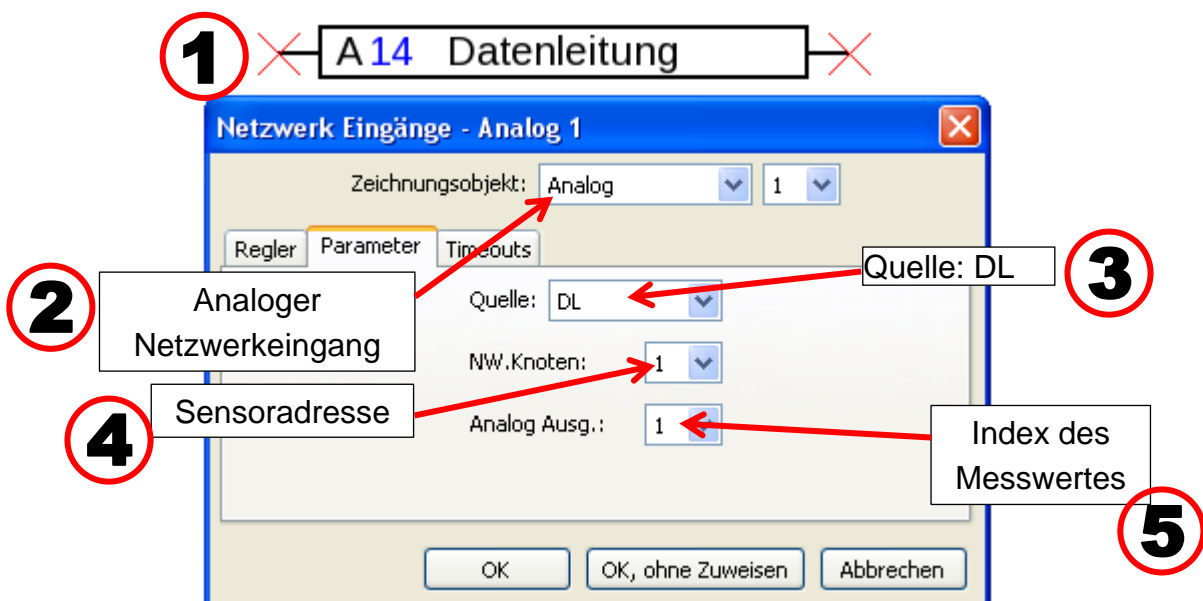 1
A 14 Datenleitung
Netzwerk Eingänge - Analog 1
Zeichnungsobjekt: Analog 1
Regler Parameter Timeouts
2
Analoger
Netzwerkeingang
Quelle: DL
Quelle: DL
3
NW.Knoten: 1
4
Sensoradresse
Analog Ausg.: 1
Index des
Messwertes
5
OK OK, ohne Zuweisen Abbrechen